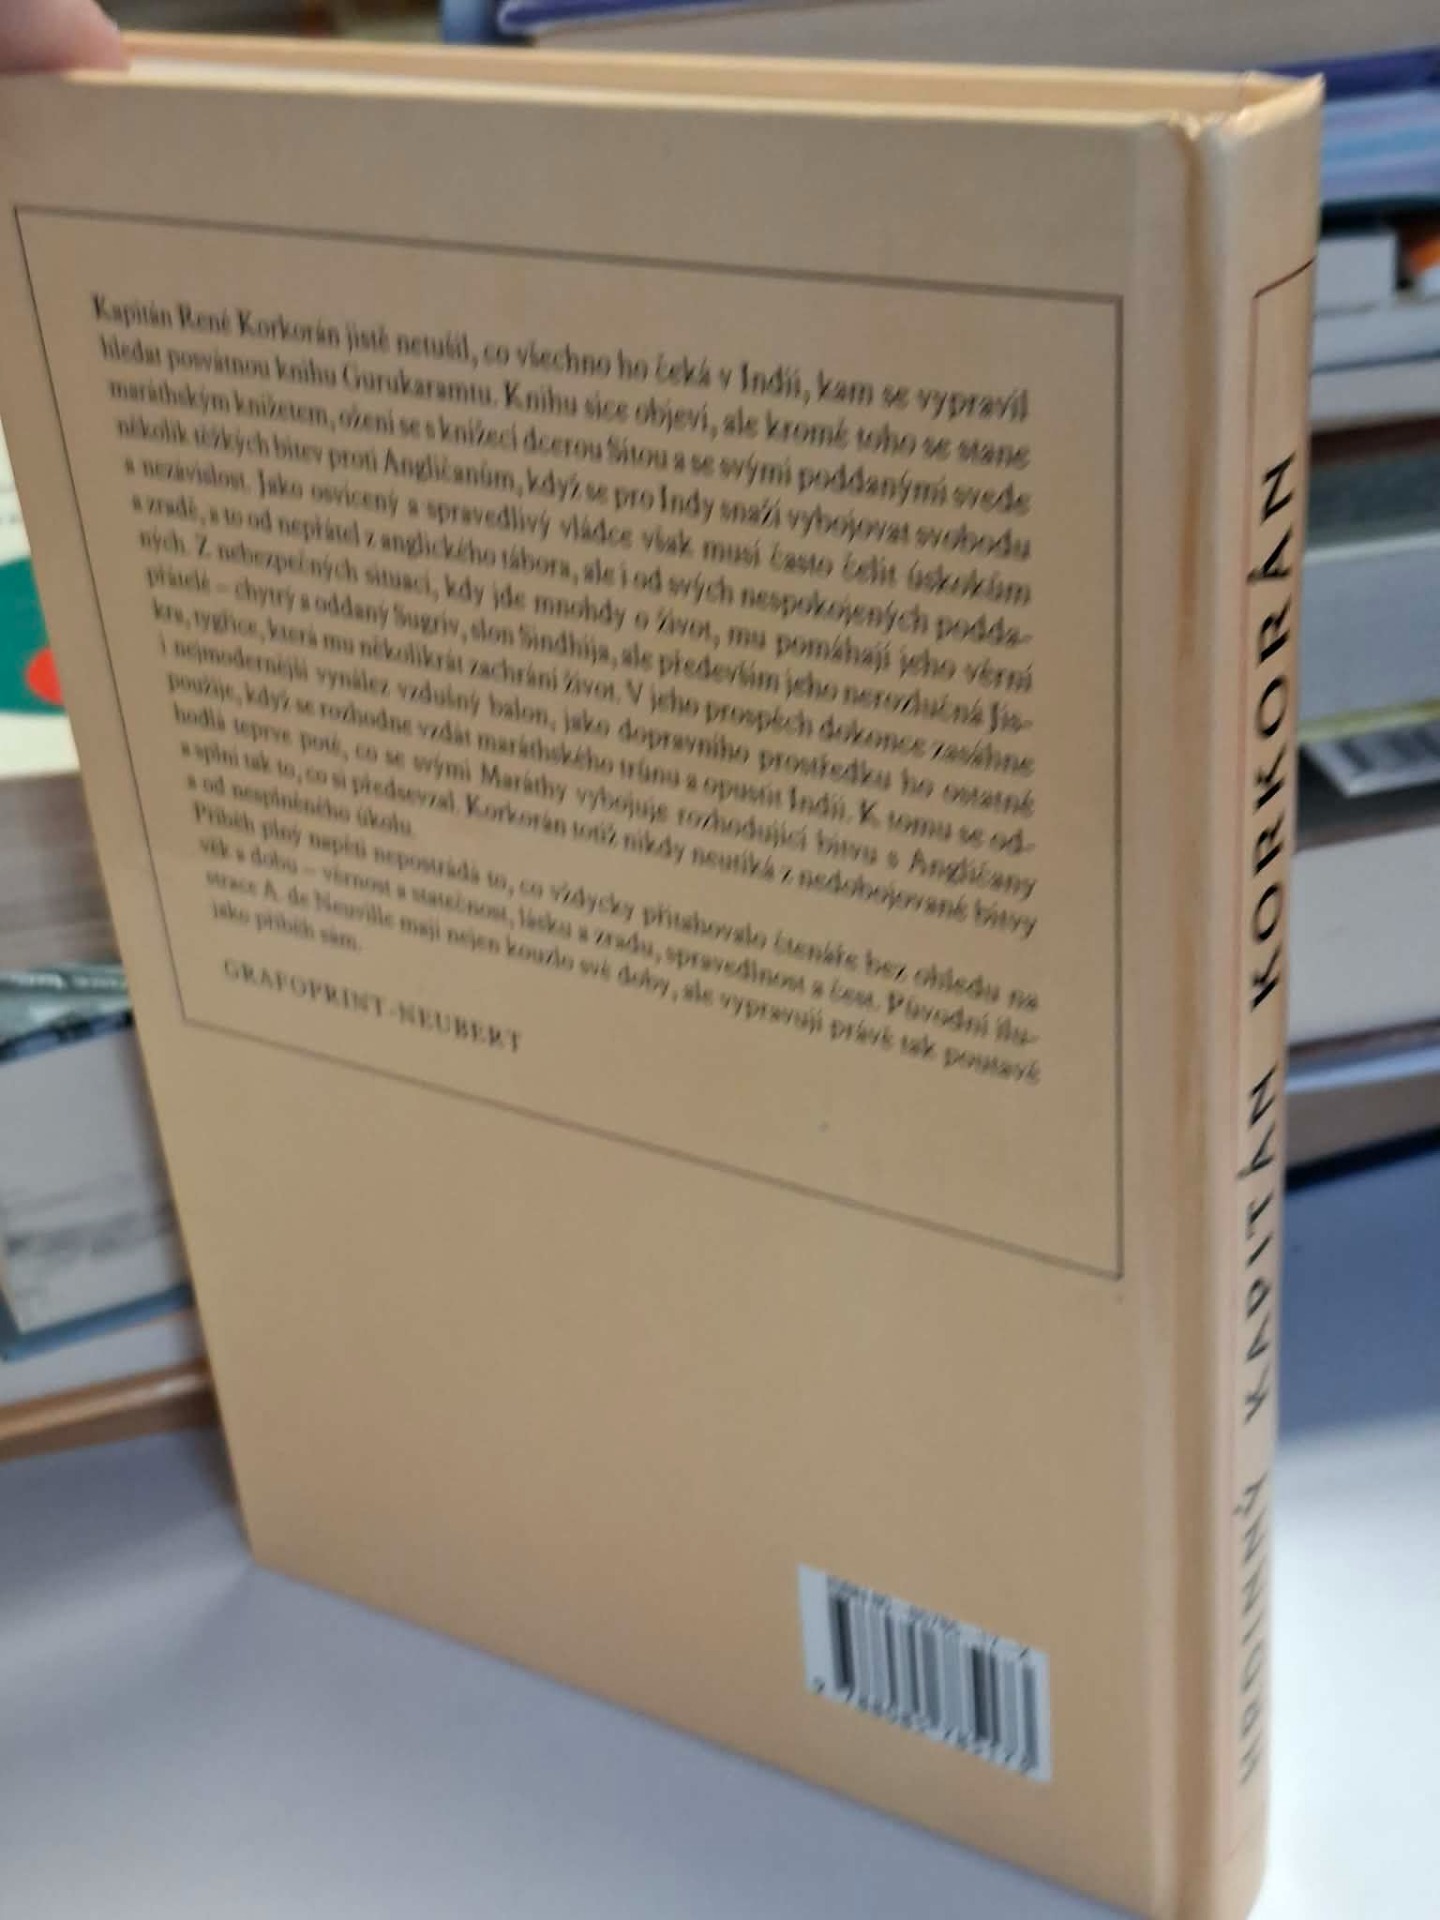 Kapitán René Korkorán jistě netušil, co všechno ho čeká v Indii, kam se vypravil
hledat posvátnou knihu Gurukaramtu. Knihu sice objeví, ale kromě toho se stane
maráthským knížetem, ožení se s knížecí dcerou Sítou a se svými poddanými svede
několik těžkých bitev proti Angličanům, když se pro Indy snaží vybojovat svobodu
a nezávislost. Jako osvícený a spravedlivý vládce však musí často čelit úskokům
a zradě, a to od nepřátel z anglického tábora, ale i od svých nespokojených podda-
ných. Z nebezpečných situací, kdy jde mnohdy o život, mu pomáhají jeho věrní
přátelé – chytrý a oddaný Sugriv, slon Sindhija, ale především jeho nerozlučná Jis-
kra, tygřice, která mu několikrát zachrání život. V jeho prospěch dokonce zasáhne
i nejmodernější vynález vzdušný balon, jako dopravního prostředku ho ostatně
použije, když se rozhodne vzdát maráthského trůnu a opustit Indii. K tomu se od-
hodlá teprve poté, co se svými Maráthy vybojuje rozhodující bitvu s Angličany
a splní tak to, co si předsevzal. Korkorán totiž nikdy neutíká z nedobojované bitvy
a od nesplněného úkolu.
Příběh plný napětí nepostrádá to, co vždycky přitahovalo čtenáře bez ohledu na
věk a dobu – věrnost a statečnost, lásku a zradu, spravedlnost a čest. Původní ilu-
strace A. de Neuville mají nejen kouzlo své doby, ale vypravují právě tak poutavě
jako příběh sám.
GRAFOPRINT-NEUBERT
HRDINNÝ KAPITÁN KORKORÁN